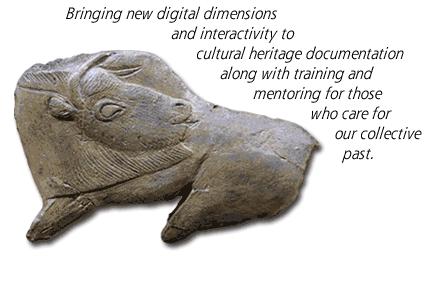 Bringing new digital dimensions
and interactivity to
cultural heritage documentation
along with training and
mentoring for those
who care for
our collective
past.